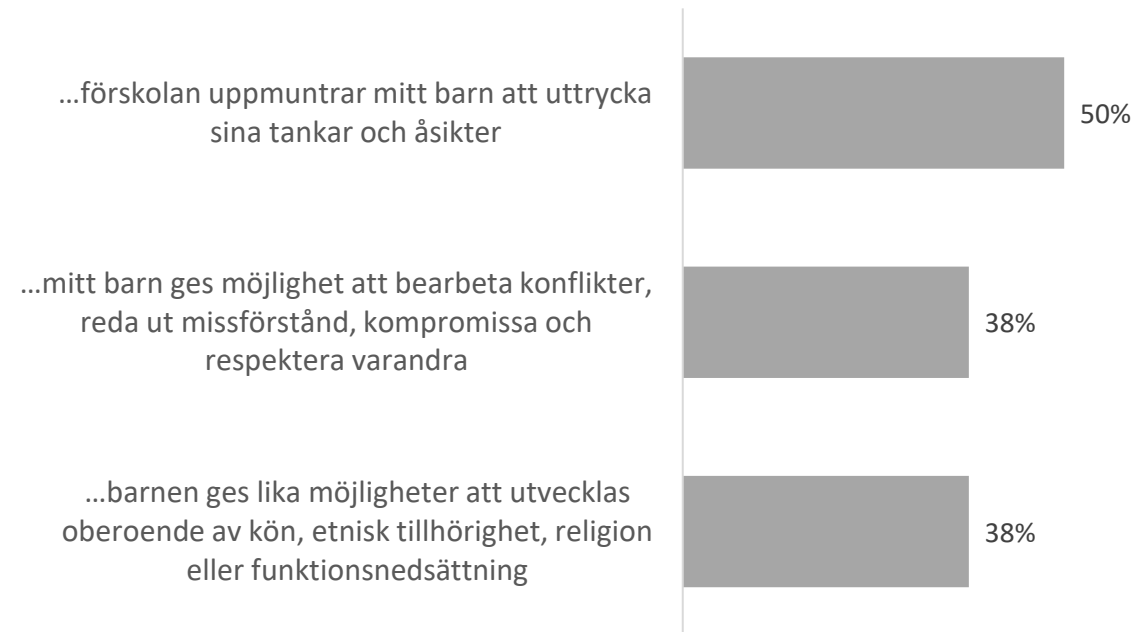 …förskolan uppmuntrar mitt barn att uttrycka
sina tankar och åsikter
50%
…mitt barn ges möjlighet att bearbeta konflikter,
reda ut missförstånd, kompromissa och
respektera varandra
38%
…barnen ges lika möjligheter att utvecklas
oberoende av kön, etnisk tillhörighet, religion
eller funktionsnedsättning
38%